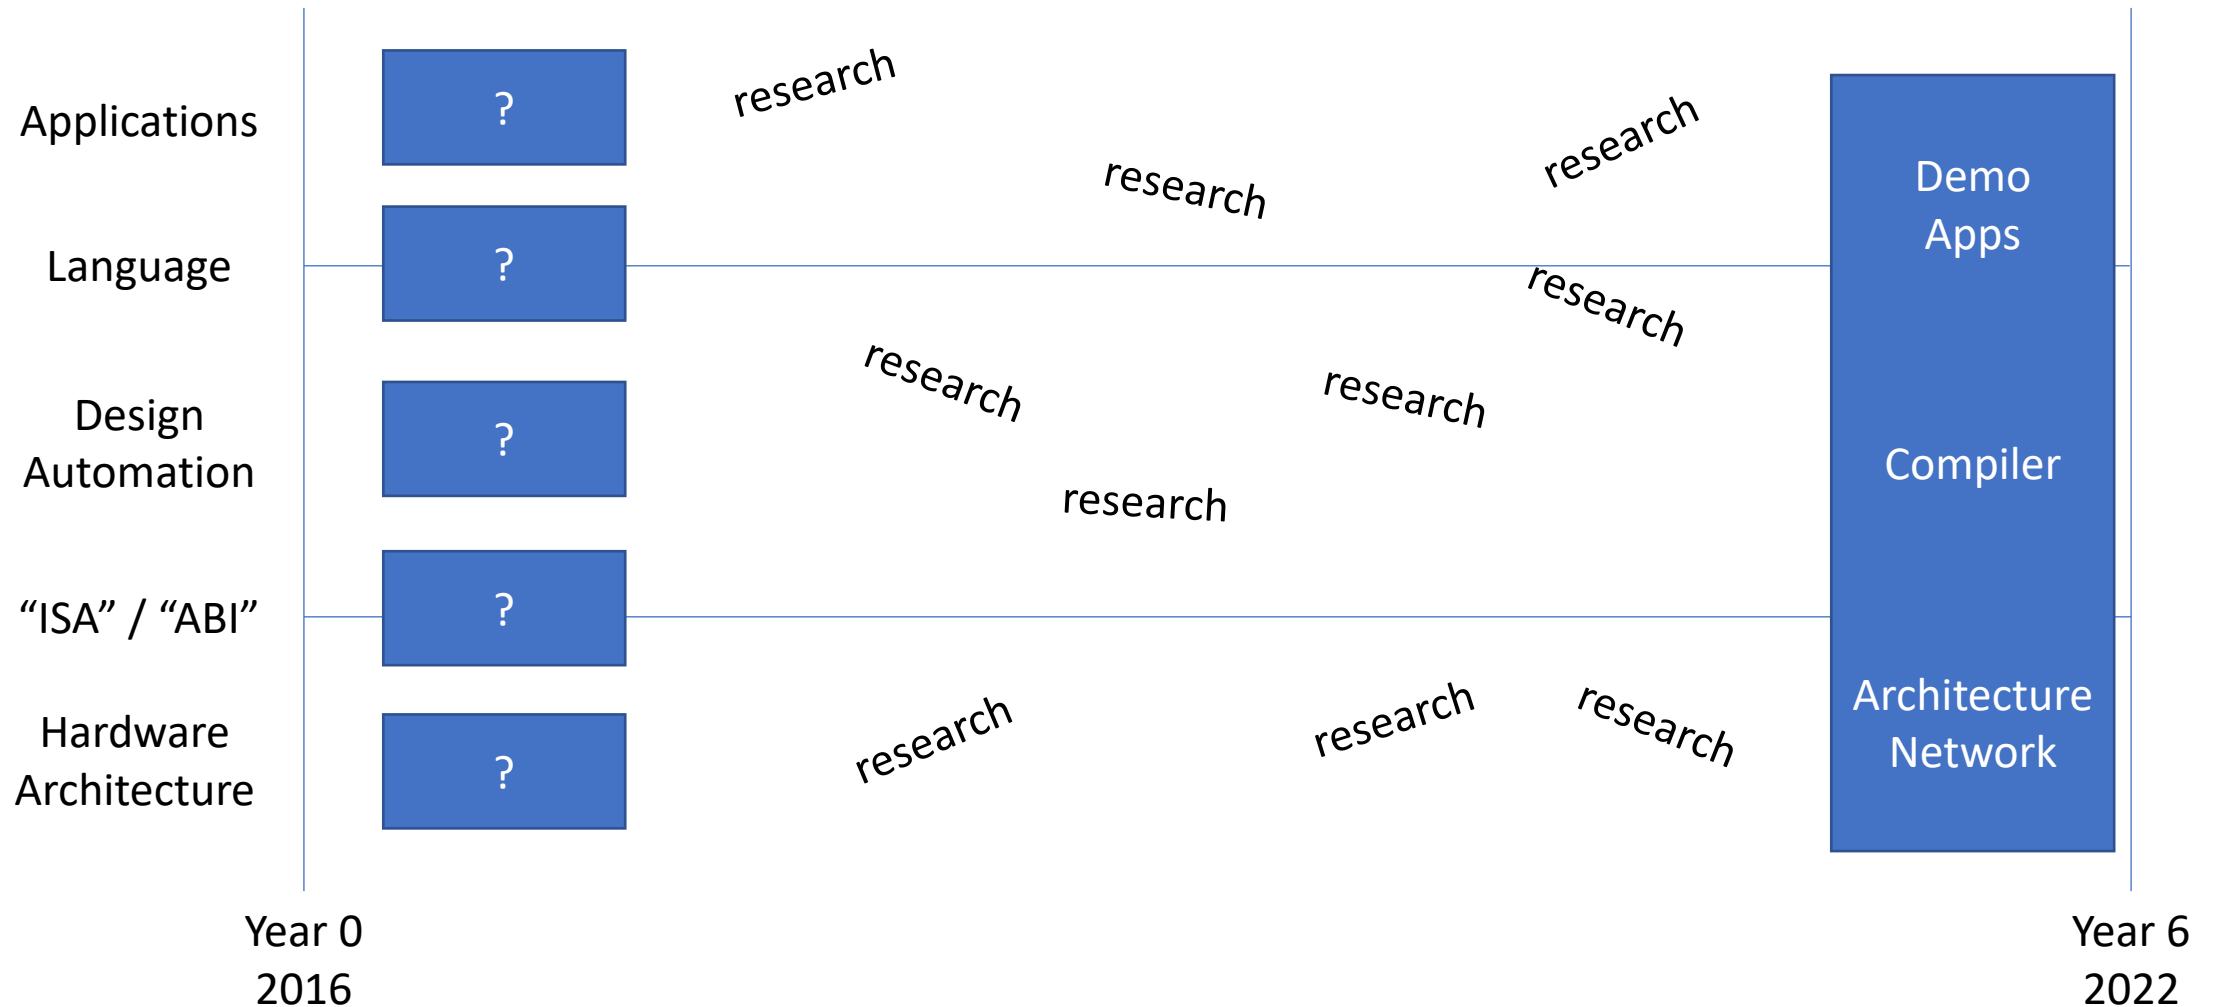 Applications
?
research
research
research
Demo
Apps
Language
?
research
Design
Automation
?
research
research
research
Compiler
“ISA” / “ABI”
?
Hardware
Architecture
?
research
research
research
Architecture
Network
Year 0
2016
Year 6
2022